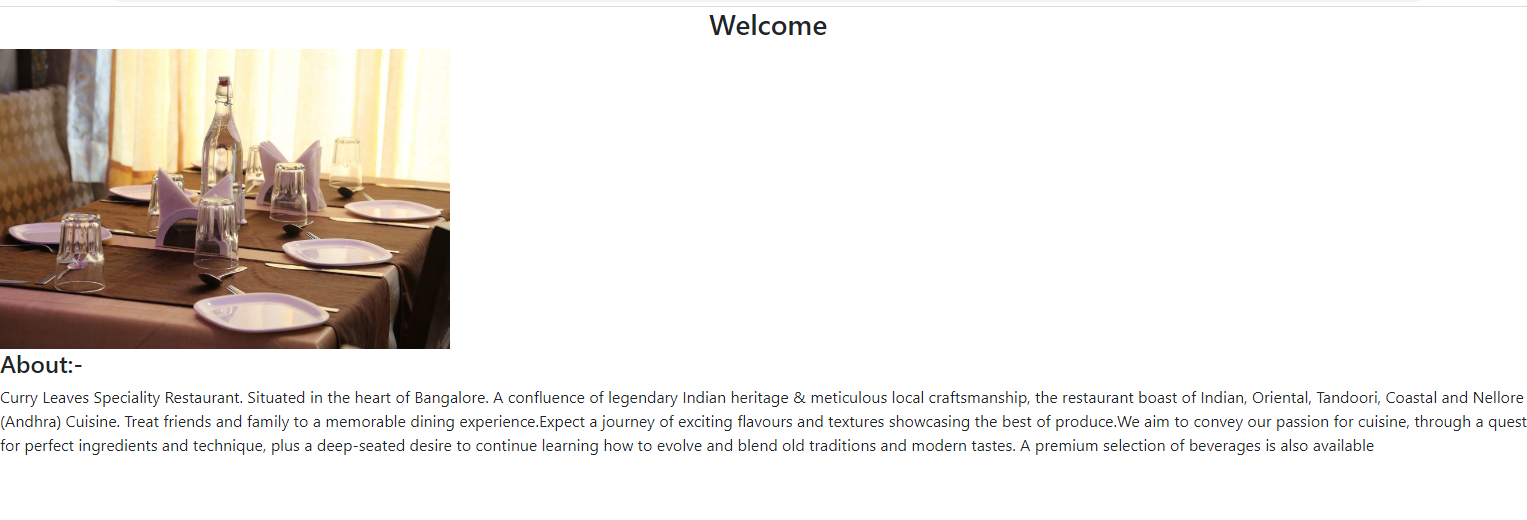 Welcome
About:-
Curry Leaves Speciality Restaurant. Situated in the heart of Bangalore. A confluence of legendary Indian heritage & meticulous local craftsmanship, the restaurant boast of Indian, Oriental, Tandoori, Coastal and Nellore
(Andhra) Cuisine. Treat friends and family to a memorable dining experience.Expect a journey of exciting flavours and textures showcasing the best of produce.We aim to convey our passion for cuisine, through a quest
for perfect ingredients and technique, plus a deep-seated desire to continue learning how to evolve and blend old traditions and modern tastes. A premium selection of beverages is also available